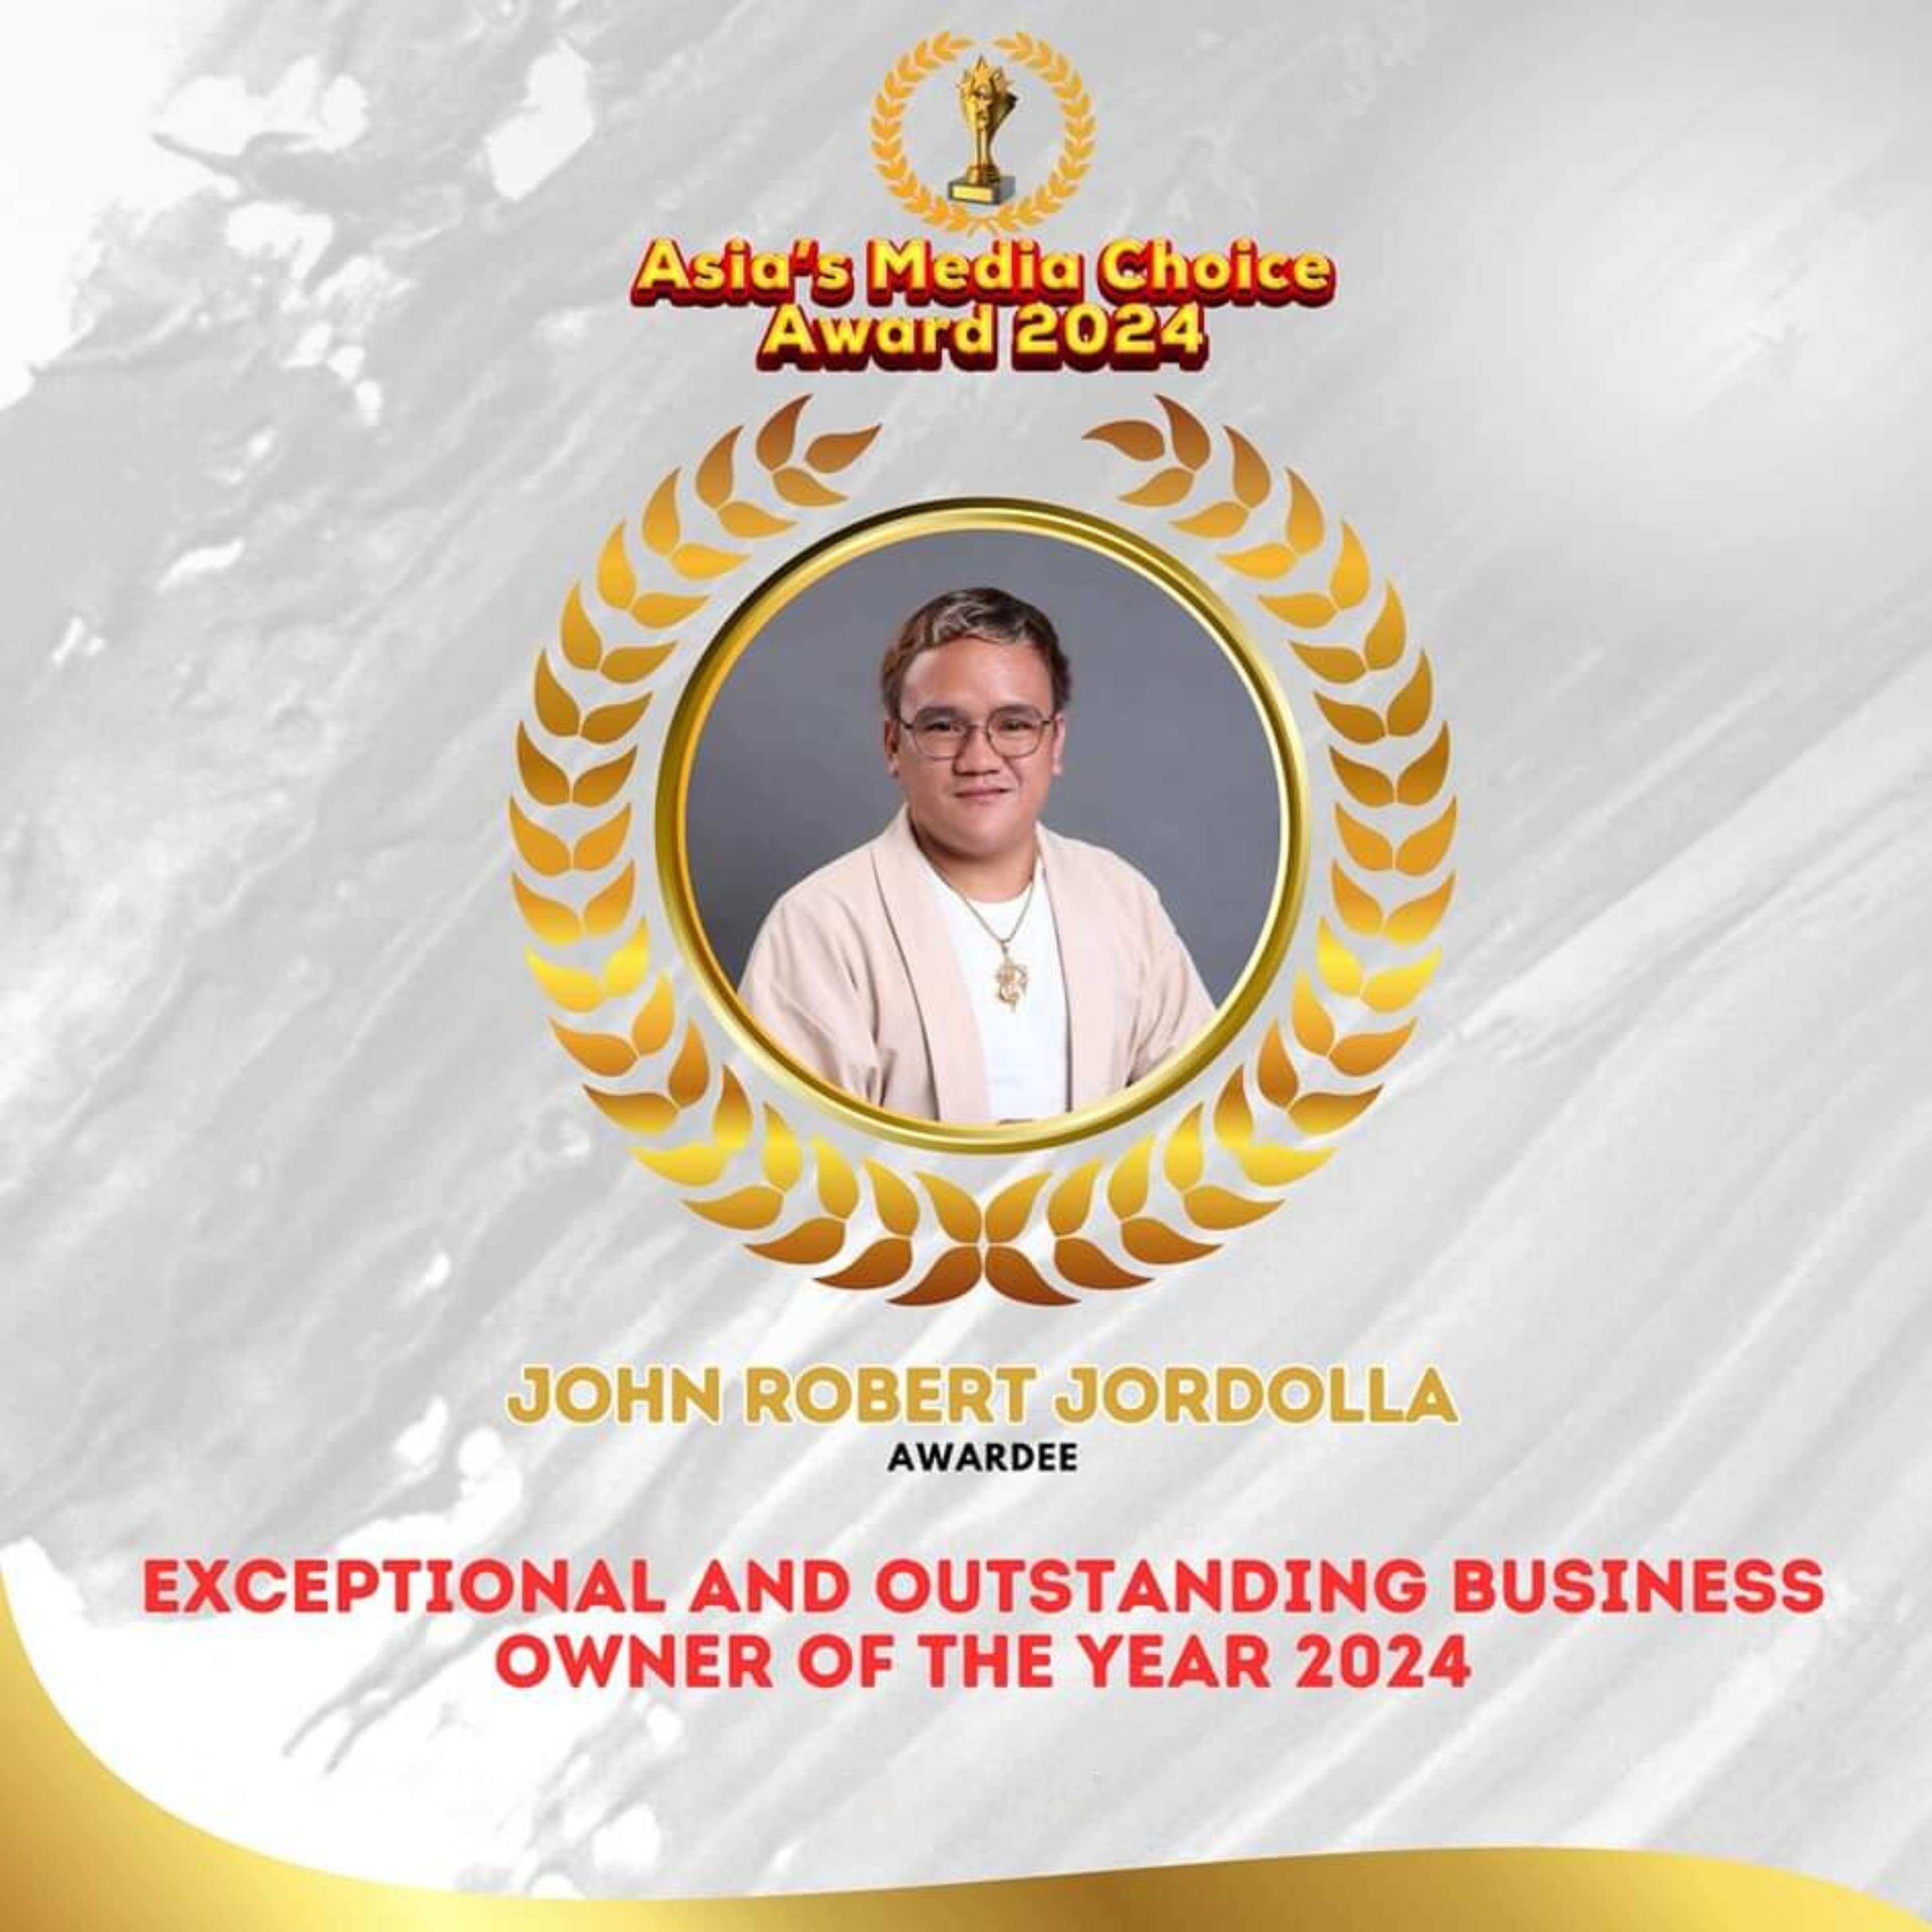 Asia's Media Choice
Award 2024
JOHN ROBERT JORDOLLA
AWARDEE
EXCEPTIONAL AND OUTSTANDING BUSINESS
OWNER OF THE YEAR 2024